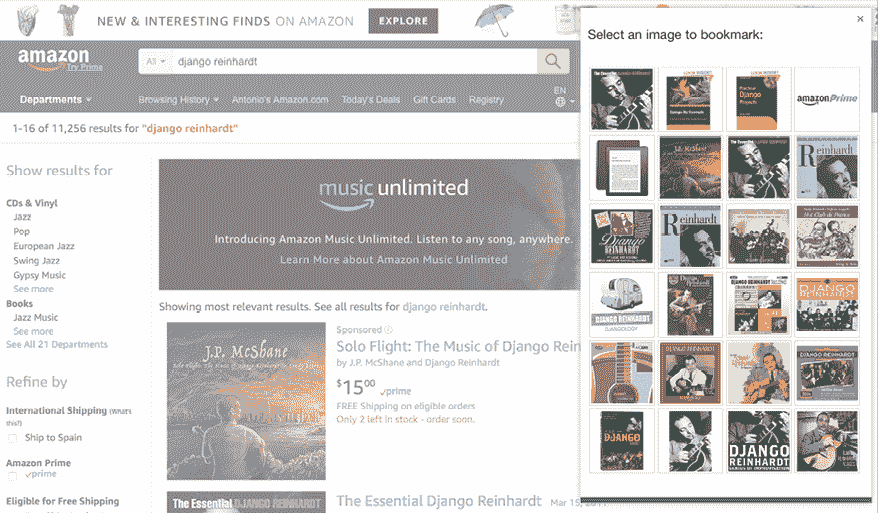 NEW & INTERESTING FINDS ON AMAZON
EXPLORE
amazon
Try Prime
All
django reinhardt
EN
Departments
Browsing History
Antonio's Amazon.com
Today's Deals
Gift Cards
Registry
1-16 of 11,256 results for "django reinhardt"
Show results for
CDs & Vinyl
Jazz
Pop
European Jazz
Swing Jazz
Gypsy Music
See more
Books
Jazz Music
See more
See All 21 Departments
Refine by
International Shipping (What's this?)
Ship to Spain
Amazon Prime
prime
Eligible for Free Shipping
music unlimited
Introducing Amazon Music Unlimited. Listen to any song, anywhere.
Learn More about Amazon Music Unlimited
Showing most relevant results. See all results for django reinhardt.
J.P. McShane
Sponsored
Solo Flight: The Music of Django Rein
by J.P. McShane and Django Reinhardt
$15 00
prime
FREE Shipping on eligible orders
Only 2 left in stock - order soon.
The Essential Django Reinhardt
The Essential Django Reinhardt
×
Select an image to bookmark:
amazonPrime
Django
Reinhardt
Reinhardt
DJANGO
REINHARDT
DJANGO REINHARDT
DJANGOLOGY
DJANGO
DJANGO
REINHARDT